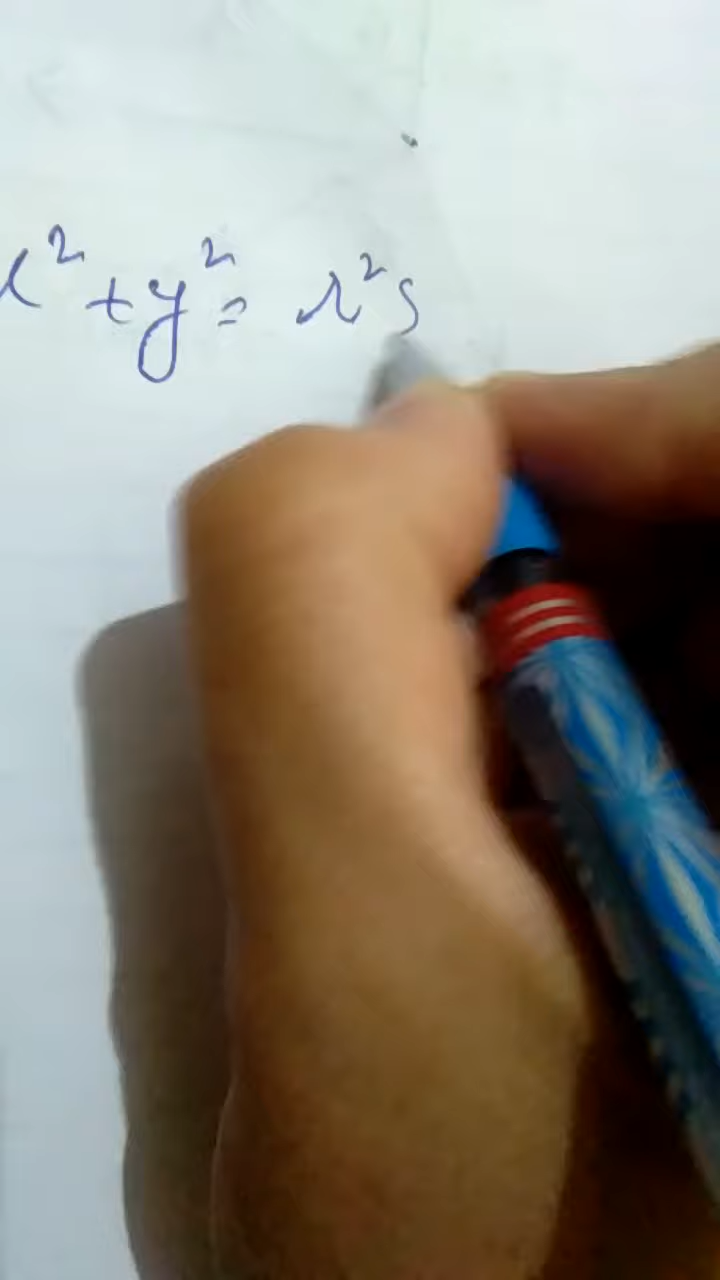 x² + y² = r² s